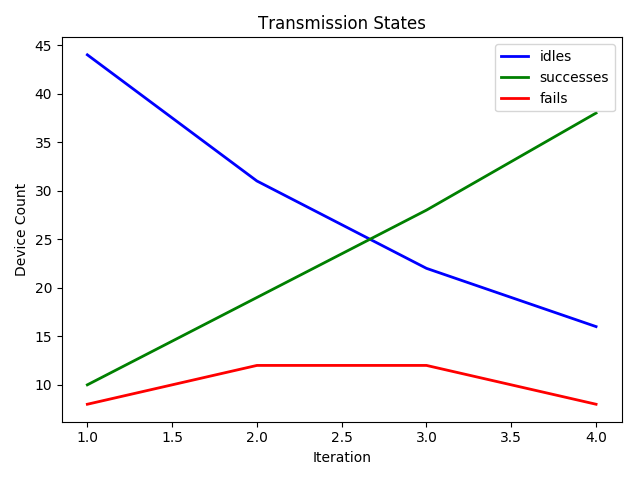 Transmission States
idles
successes
fails
Device Count
45
40
35
30
25
20
15
10
1.0 1.5 2.0 2.5 3.0 3.5 4.0
Iteration